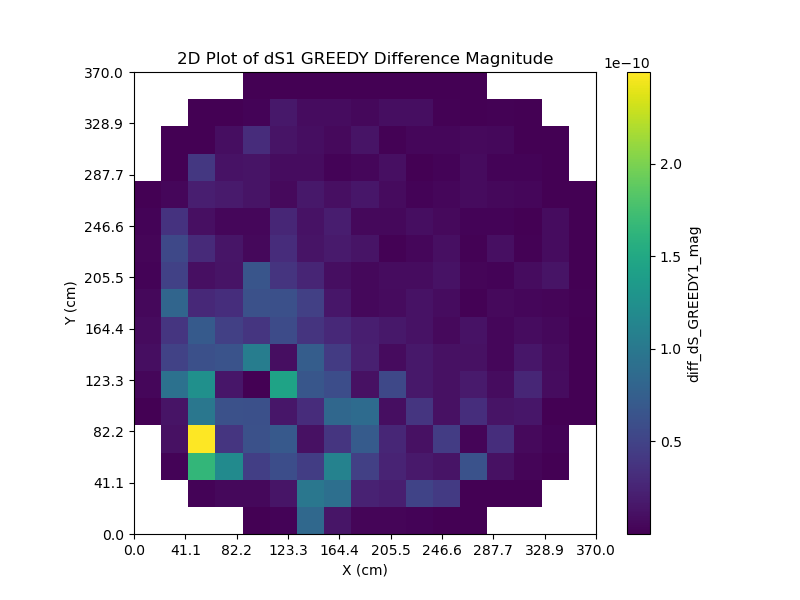 2D Plot of dS1 GREEDY Difference Magnitude
1e−10
370.0
328.9
287.7
246.6
205.5
164.4
123.3
82.2
41.1
0.0
Y (cm)
0.0 41.1 82.2 123.3 164.4 205.5 246.6 287.7 328.9 370.0
X (cm)
2.0
1.5
1.0
0.5
diff_dS_GREEDY1_mag